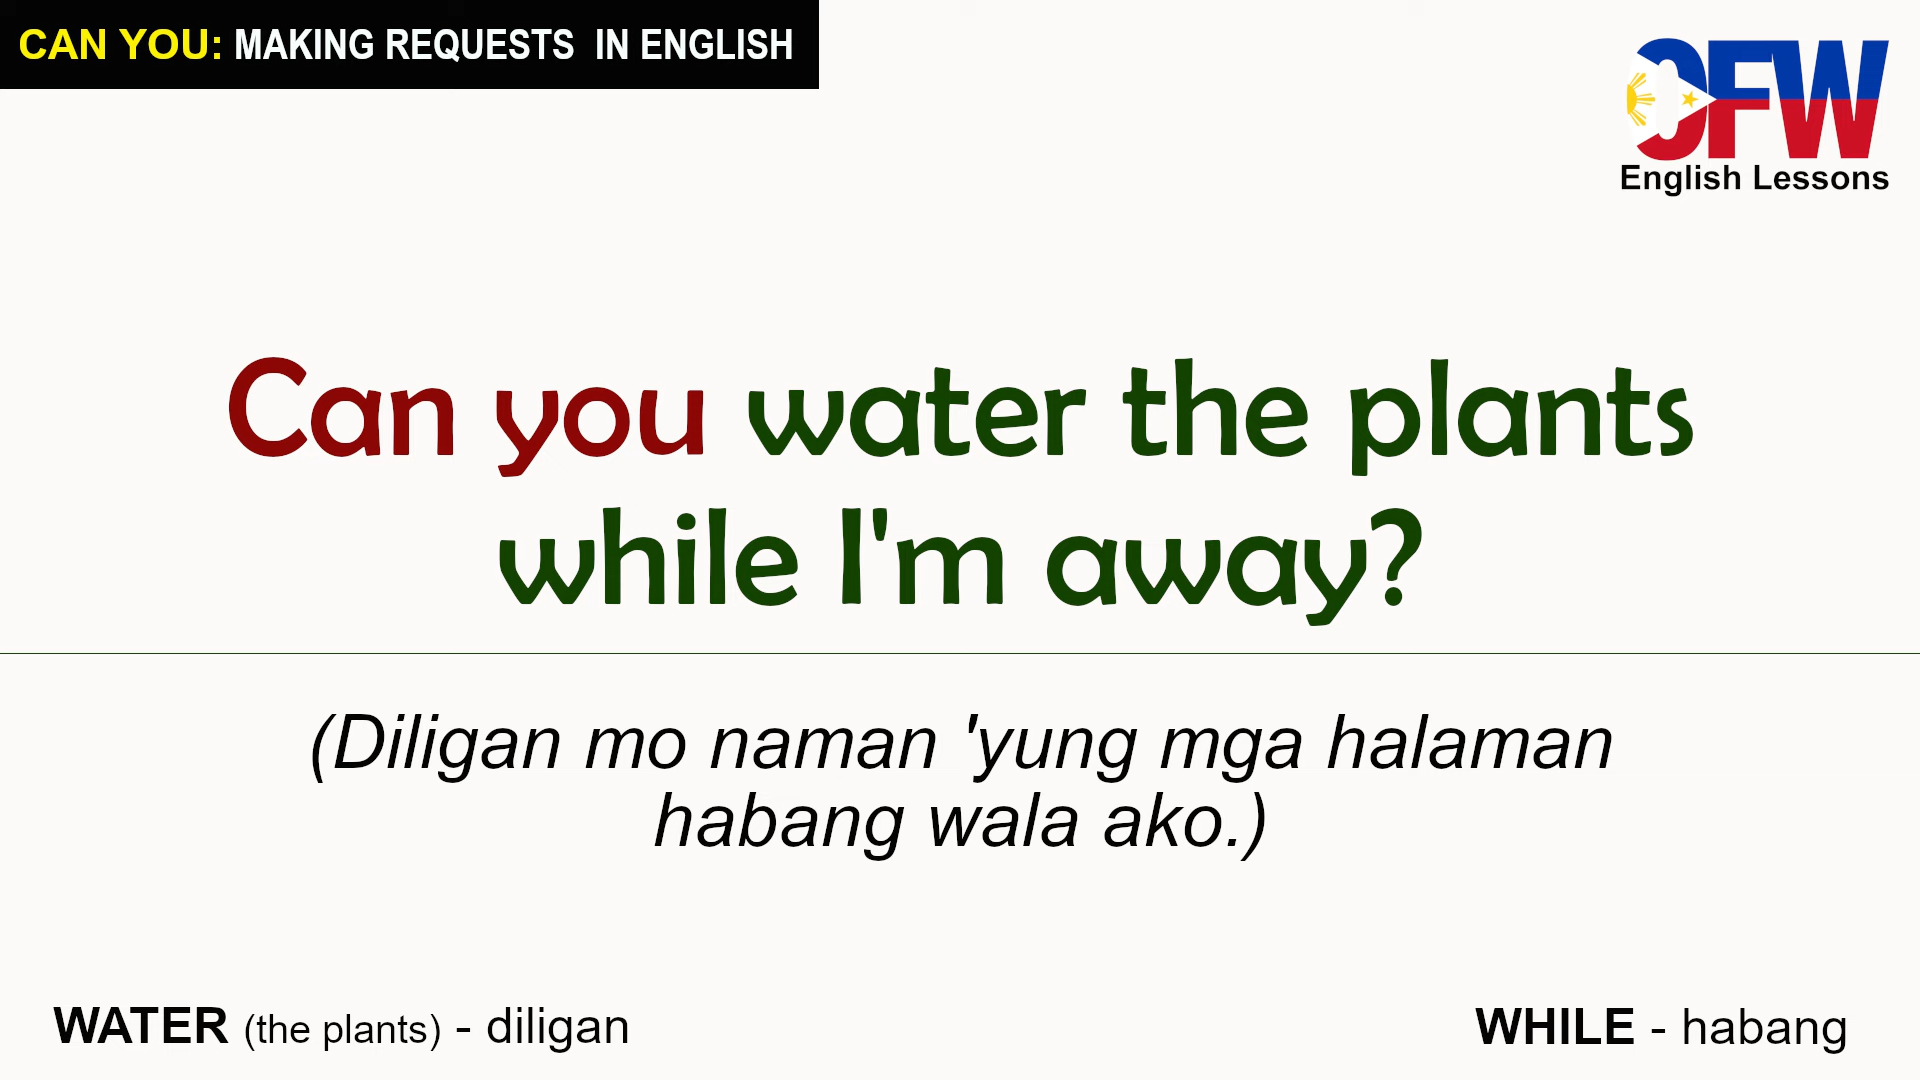 CAN YOU: MAKING REQUESTS IN ENGLISH
OFW
English Lessons
Can you water the plants
while I'm away?
(Diligan mo naman 'yung mga halaman
habang wala ako.)
WATER (the plants) - diligan
WHILE - habang